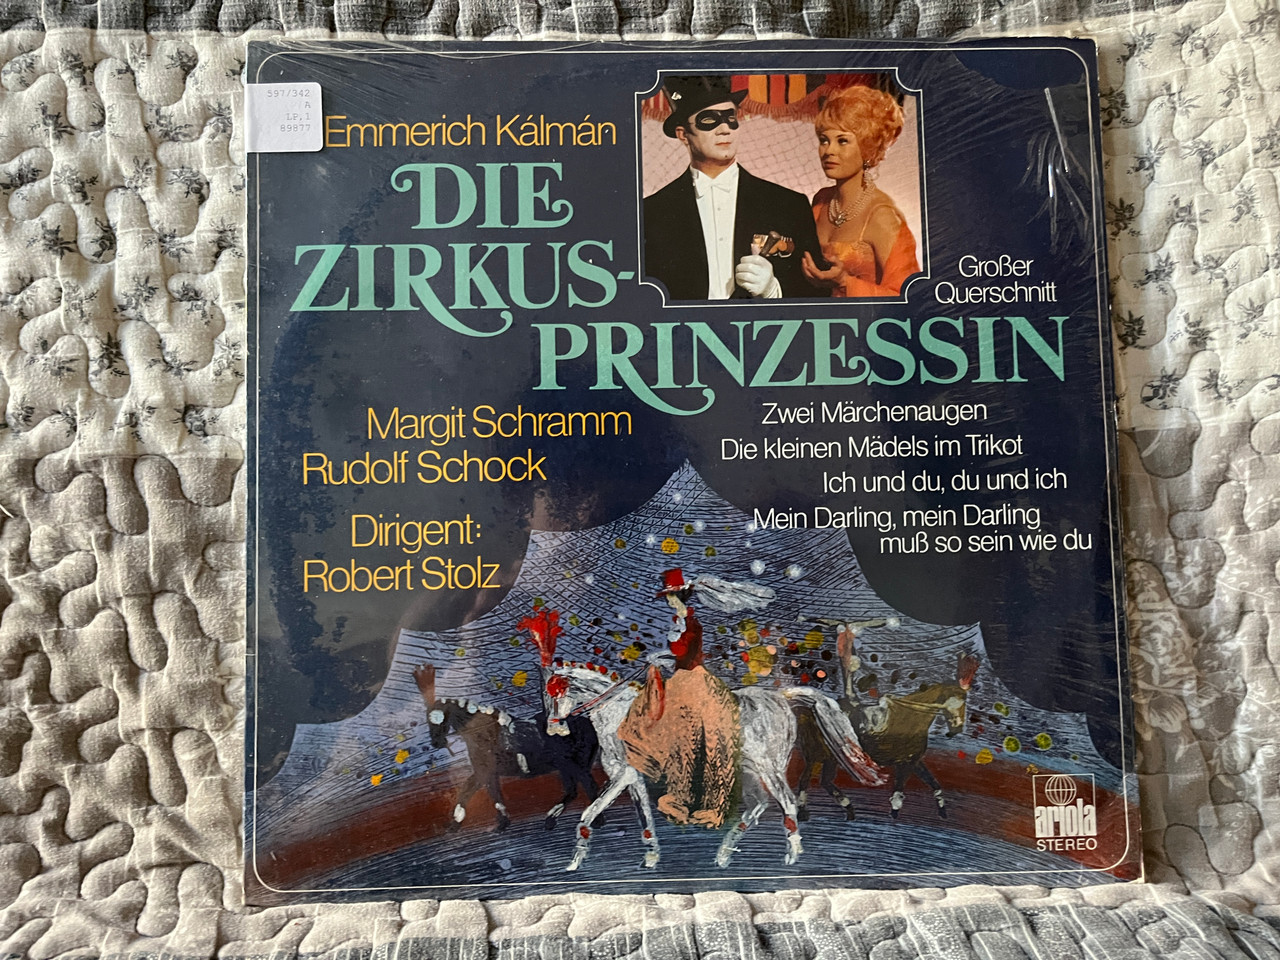 597/342
A
LP.1
89877
Emmerich Kálmán
DIE
ZIRKUS-
PRINZESSIN
Großer
Querschnitt
Margit Schramm
Rudolf Schock
Dirigent:
Robert Stolz
Zwei Märchenaugen
Die kleinen Mädels im Trikot
Ich und du, du und ich
Mein Darling, mein Darling
muß so sein wie du
ariola
STEREO